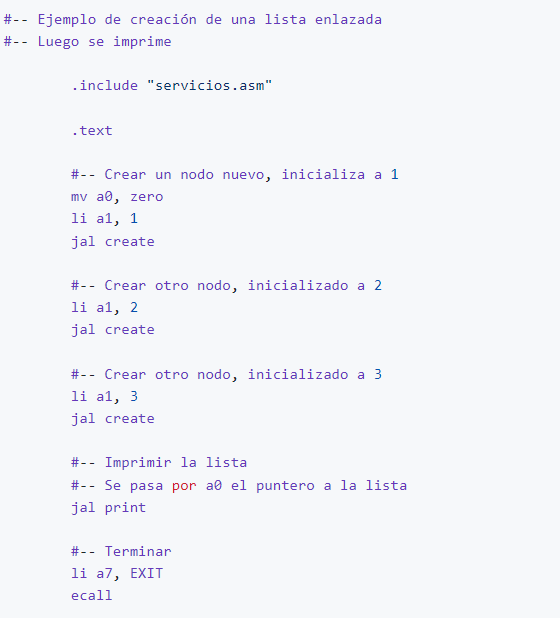 #-- Ejemplo de creación de una lista enlazada
#-- Luego se imprime
.include "servicios.asm"
.text
#-- Crear un nodo nuevo, inicializa a 1
mv a0, zero
li a1, 1
jal create
#-- Crear otro nodo, inicializado a 2
li a1, 2
jal create
#-- Crear otro nodo, inicializado a 3
li a1, 3
jal create
#-- Imprimir la lista
#-- Se pasa por a0 el puntero a la lista
jal print
#-- Terminar
li a7, EXIT
ecall